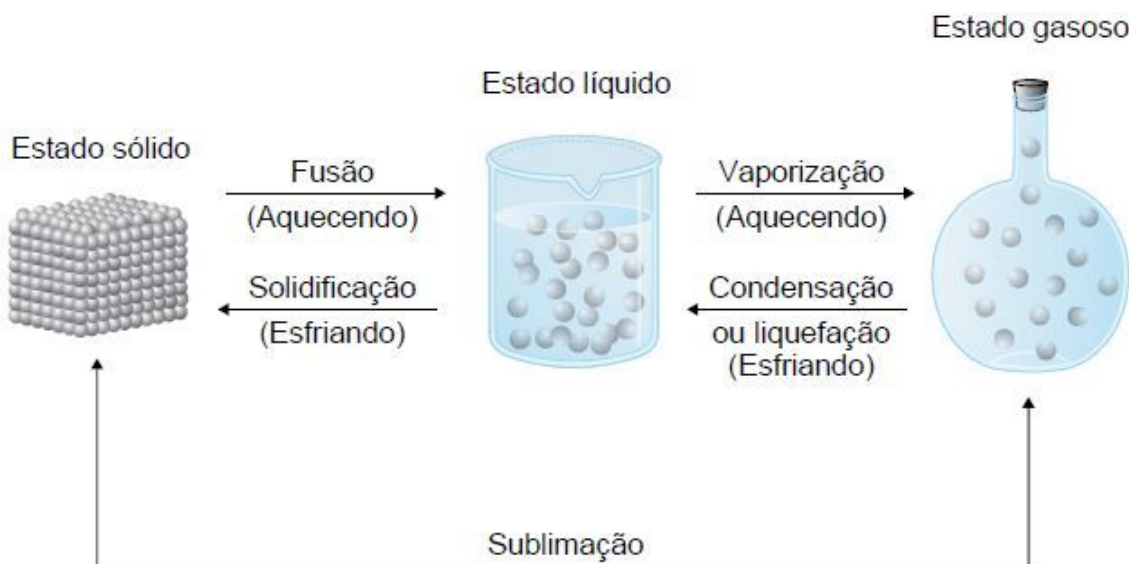 Estado gasoso
Estado líquido
Estado sólido
Fusão
(Aquecendo)
Vaporização
(Aquecendo)
Solidificação
(Esfriando)
Condensação
ou liquefação
(Esfriando)
Sublimação